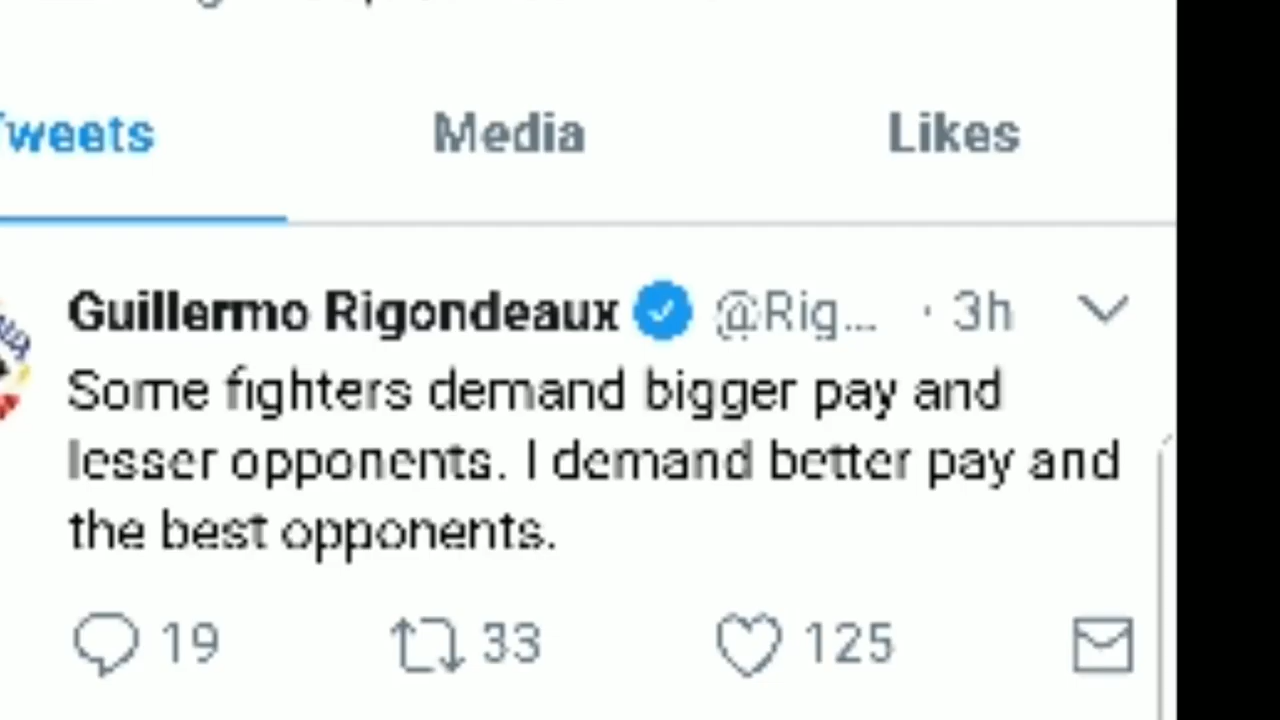 Tweets
Media
Likes
Guillermo Rigondeaux @Rig... · 3h
Some fighters demand bigger pay and
lesser opponents. I demand better pay and
the best opponents.
19
33
125